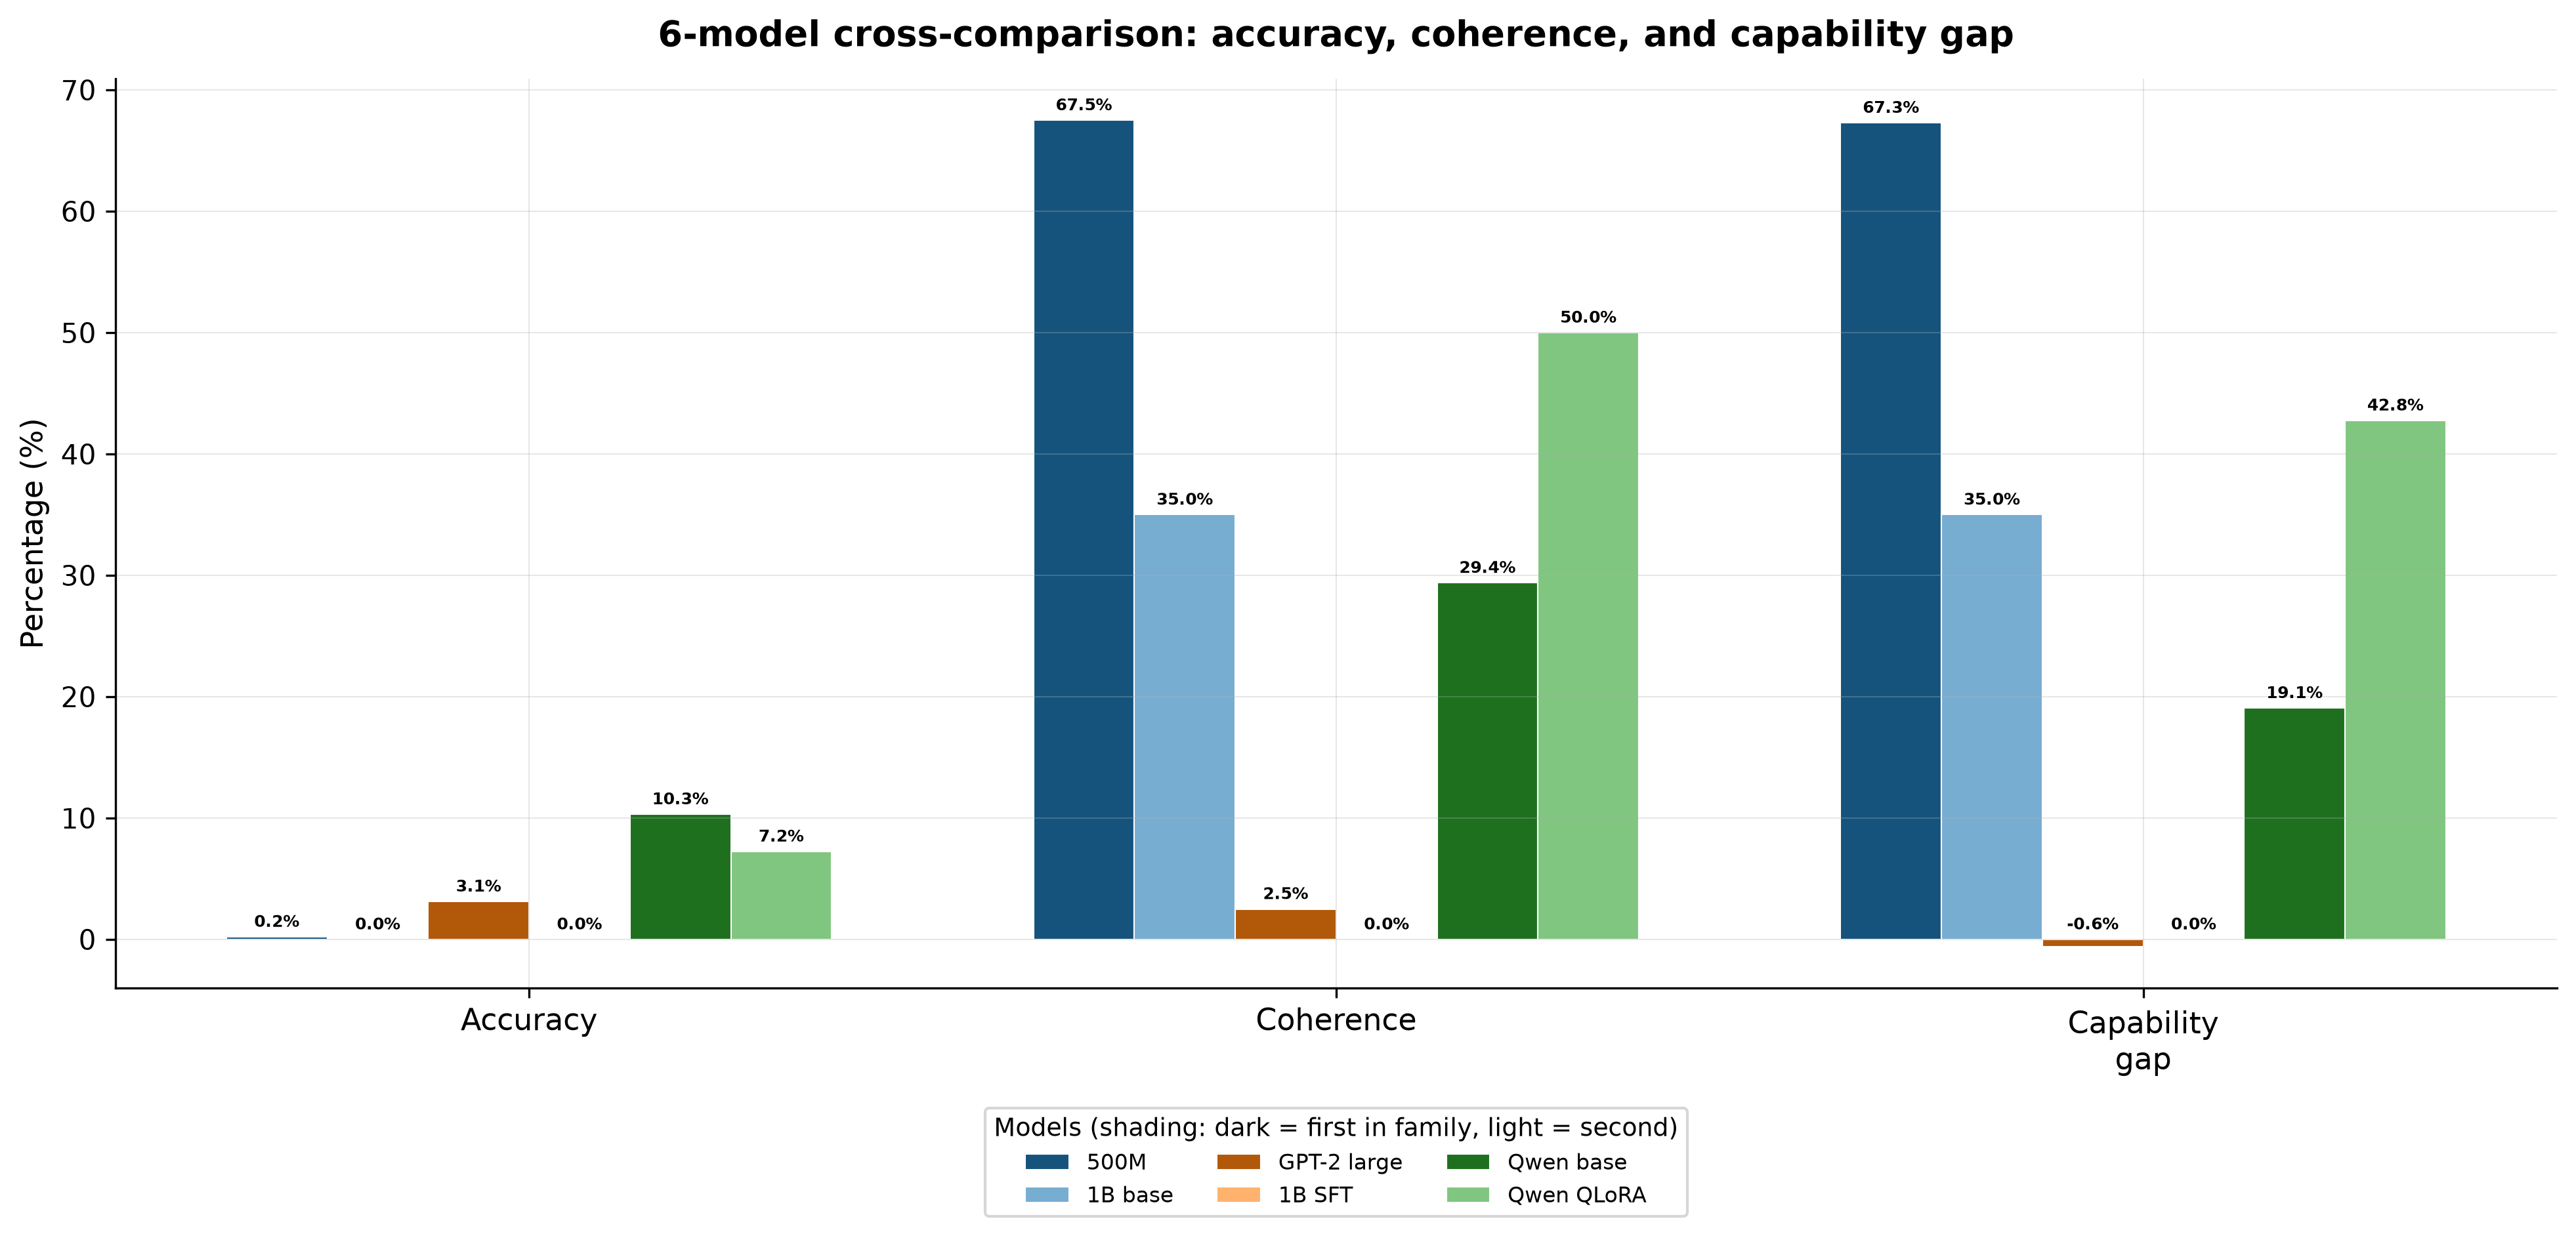 6-model cross-comparison: accuracy, coherence, and capability gap
Percentage (%)
70
60
50
40
30
20
10
0
0.2%
0.0%
3.1%
0.0%
10.3%
7.2%
67.5%
35.0%
2.5%
0.0%
29.4%
50.0%
67.3%
35.0%
-0.6%
0.0%
19.1%
42.8%
Accuracy
Coherence
Capability
gap
Models (shading: dark = first in family, light = second)
500M
1B base
GPT-2 large
1B SFT
Qwen base
Qwen QLoRA